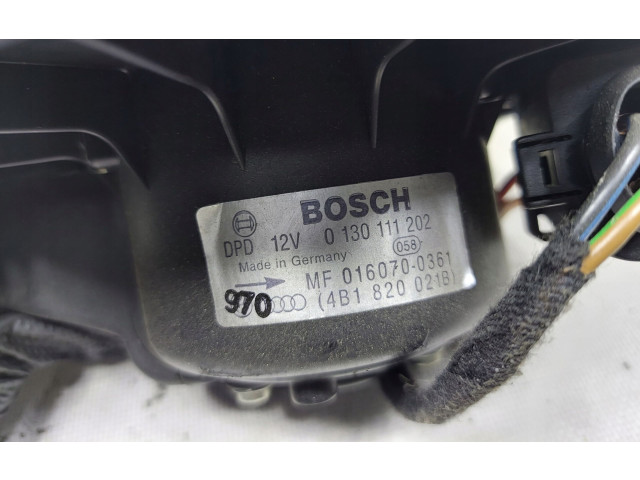 BOSCH
DPD 12V 0 130 111 202
Made in Germany 058
MF 016070-0361
970 (4B1 820 021B)